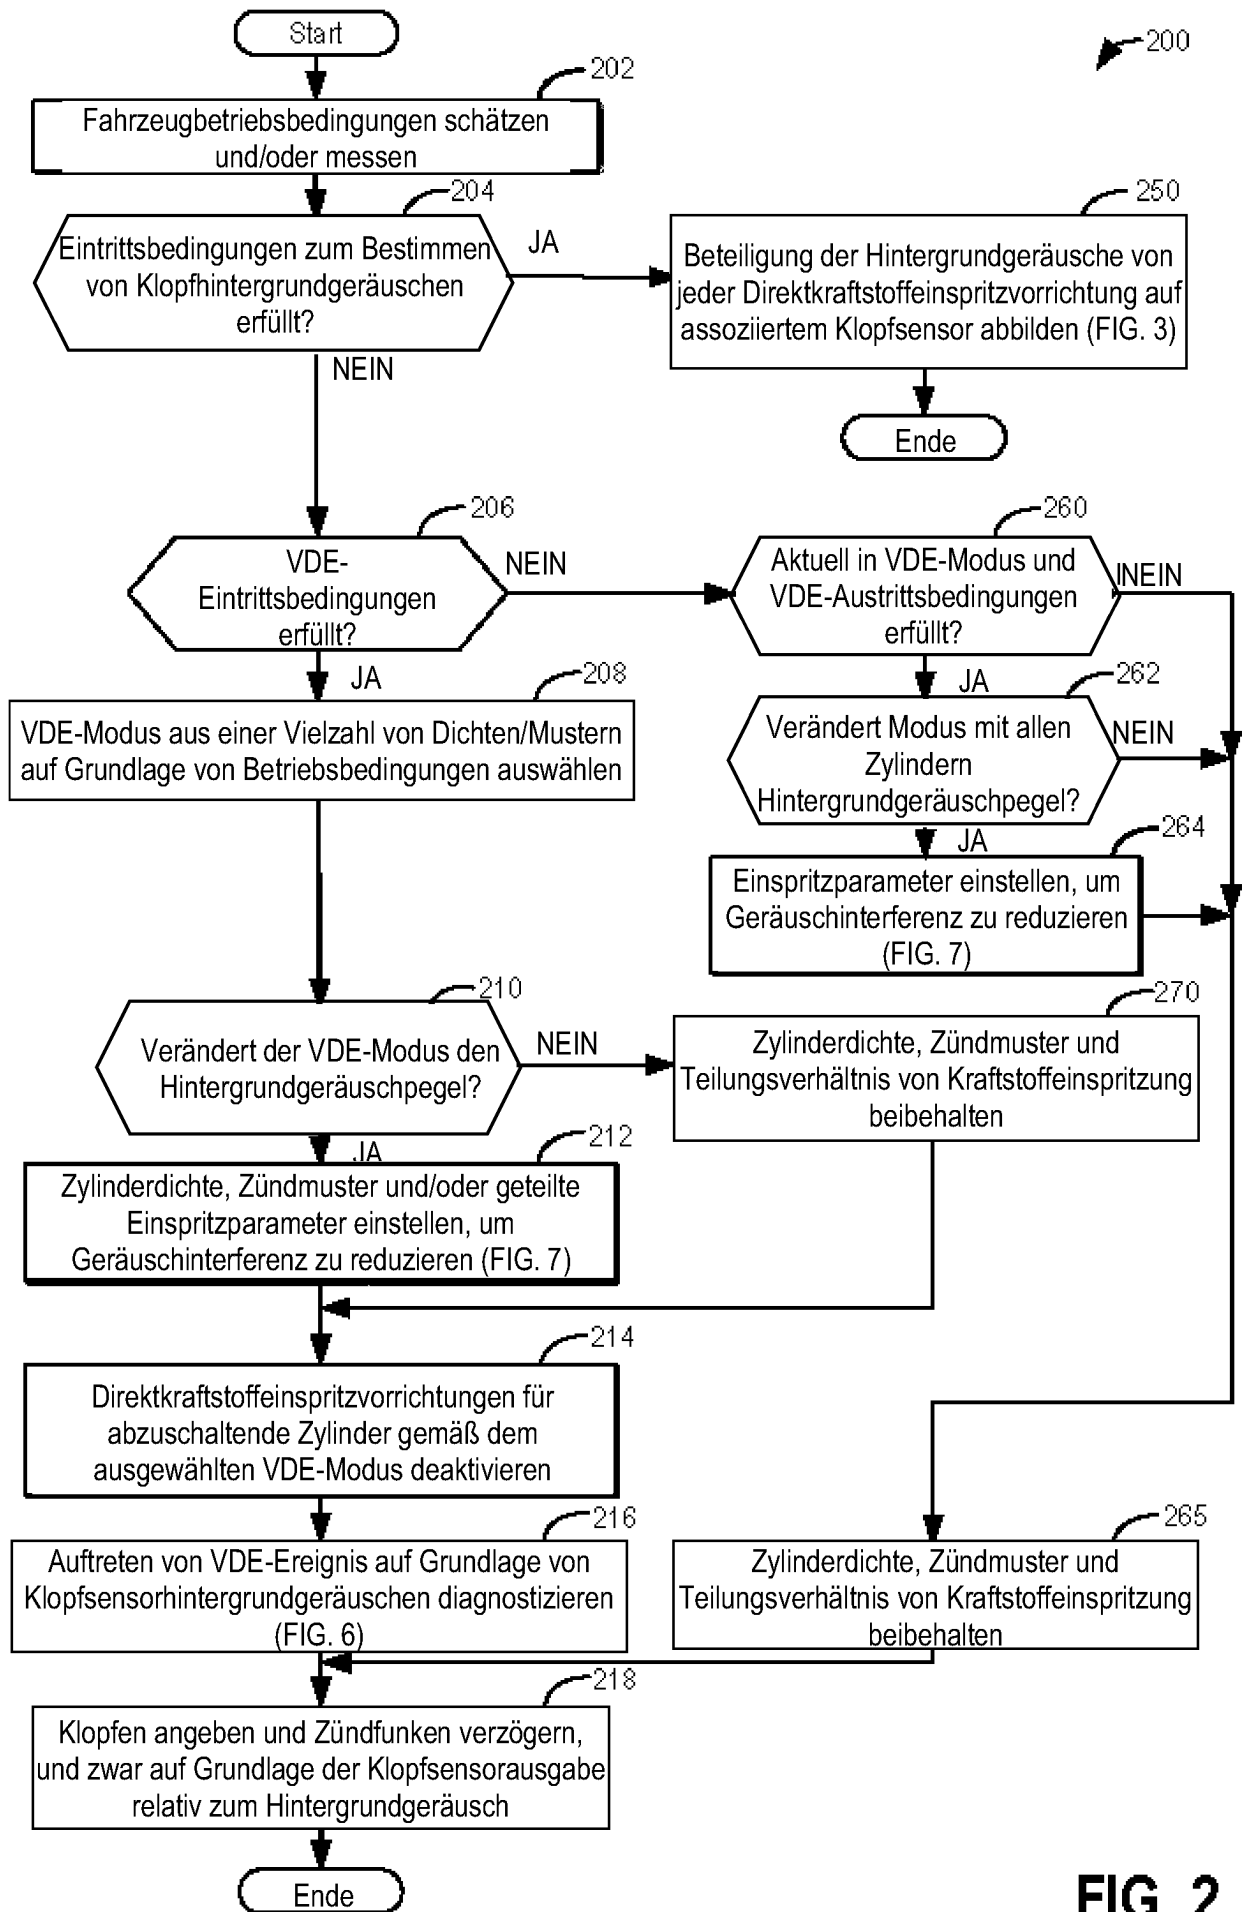 Start
200
202
Fahrzeugbetriebsbedingungen schätzen
und/oder messen
204
Eintrittsbedingungen zum Bestimmen
von Klopfhintergrundgeräuschen
erfüllt?
JA
NEIN
250
Beteiligung der Hintergrundgeräusche von
jeder Direktkraftstoffeinspritzvorrichtung auf
assoziiertem Klopfsensor abbilden (FIG. 3)
Ende
206
VDE-
Eintrittsbedingungen
erfüllt?
NEIN
JA
260
Aktuell in VDE-Modus und
VDE-Austrittsbedingungen
erfüllt?
NEIN
JA
208
VDE-Modus aus einer Vielzahl von Dichten/Mustern
auf Grundlage von Betriebsbedingungen auswählen
262
Verändert Modus mit allen
Zylindern
Hintergrundgeräuschpegel?
NEIN
JA
264
Einspritzparameter einstellen, um
Geräuschinterferenz zu reduzieren
(FIG. 7)
210
Verändert der VDE-Modus den
Hintergrundgeräuschpegel?
NEIN
JA
270
Zylinderdichte, Zündmuster und
Teilungsverhältnis von Kraftstoffeinspritzung
beibehalten
212
Zylinderdichte, Zündmuster und/oder geteilte
Einspritzparameter einstellen, um
Geräuschinterferenz zu reduzieren (FIG. 7)
214
Direktkraftstoffeinspritzvorrichtungen für
abzuschaltende Zylinder gemäß dem
ausgewählten VDE-Modus deaktivieren
216
Auftreten von VDE-Ereignis auf Grundlage von
Klopfsensorhintergrundgeräuschen diagnostizieren
(FIG. 6)
265
Zylinderdichte, Zündmuster und
Teilungsverhältnis von Kraftstoffeinspritzung
beibehalten
218
Klopfen angeben und Zündfunken verzögern,
und zwar auf Grundlage der Klopfsensorausgabe
relativ zum Hintergrundgeräusch
Ende
FIG. 2